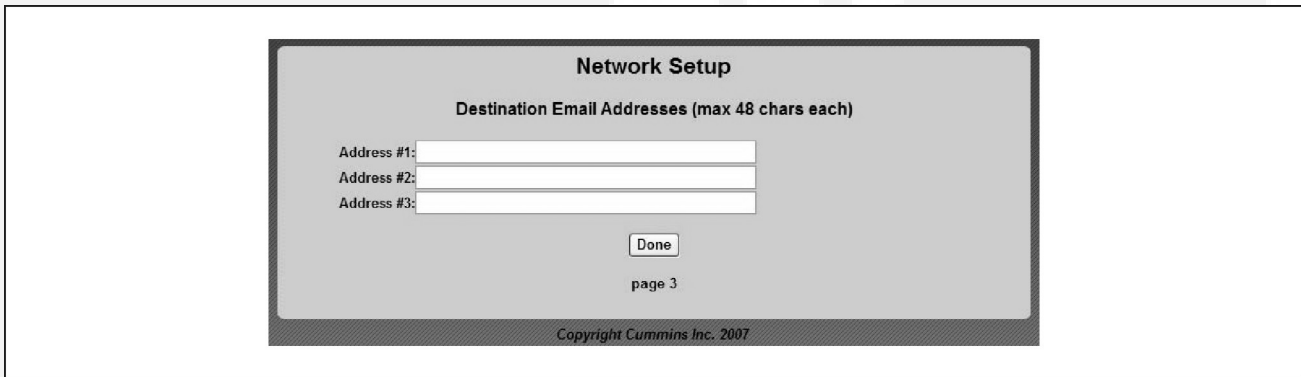 Network Setup
Destination Email Addresses (max 48 chars each)
Address #1:
Address #2:
Address #3:
Done
page 3
Copyright Cummins Inc. 2007